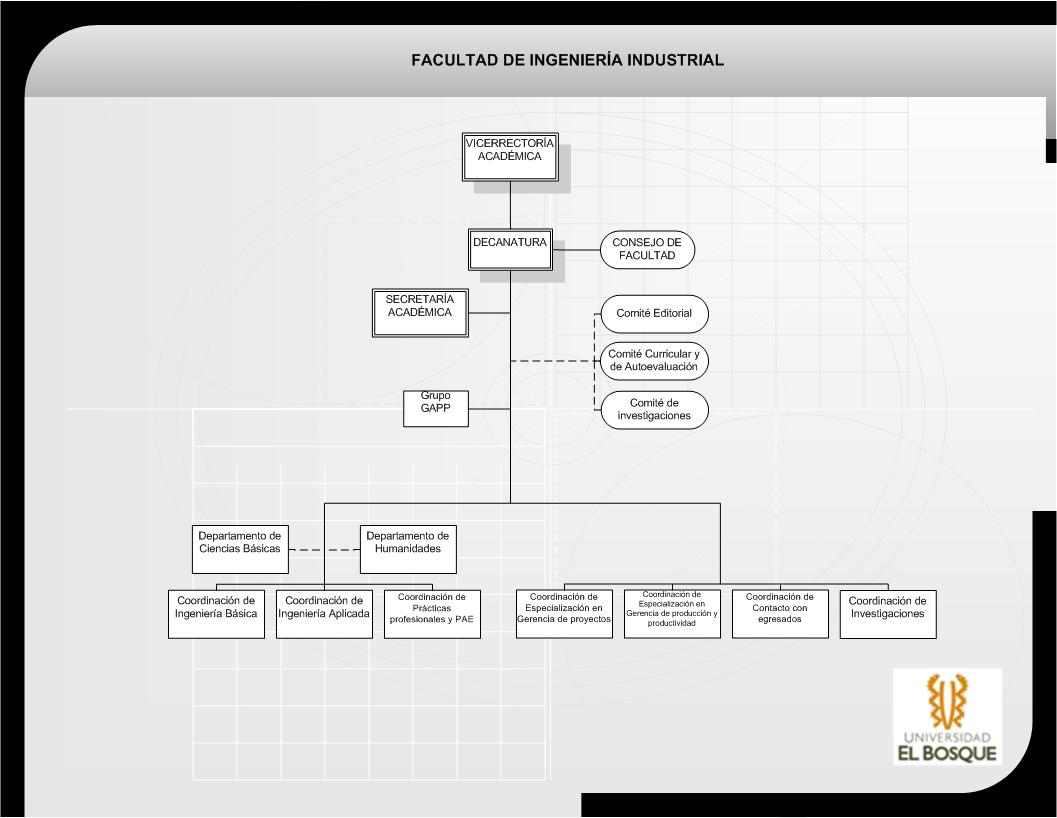 FACULTAD DE INGENIERÍA INDUSTRIAL
VICERRECTORÍA
ACADÉMICA
DECANATURA
CONSEJO DE
FACULTAD
SECRETARÍA
ACADÉMICA
Comité Editorial
Comité Curricular y
de Autoevaluación
Grupo
GAPP
Comité de
investigaciones
Departamento de
Ciencias Básicas
Departamento de
Humanidades
Coordinación de
Ingeniería Básica
Coordinación de
Ingeniería Aplicada
Coordinación de
Prácticas
profesionales y PAE
Coordinación de
Especialización en
Gerencia de proyectos
Coordinación de
Especialización en
Gerencia de producción y
productividad
Coordinación de
Contacto con
egresados
Coordinación de
Investigaciones
UNIVERSIDAD
EL BOSQUE